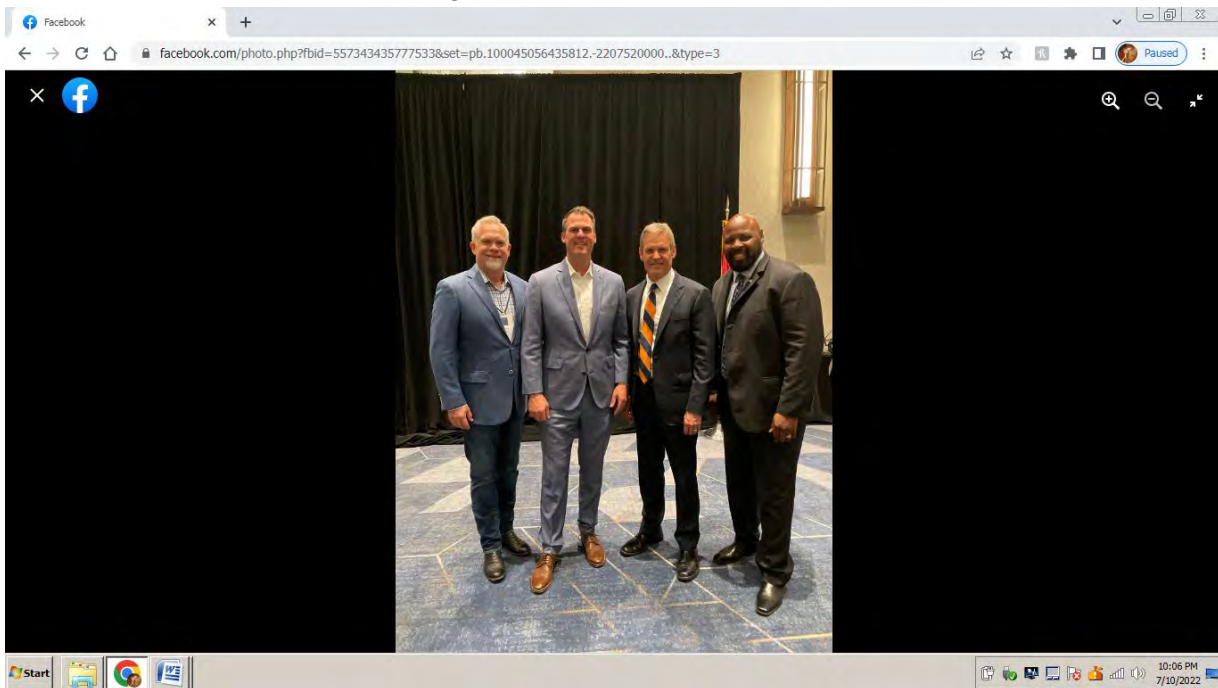 Facebook
facebook.com/photo.php?fbid=557343435777533&set=pb.100045056435812.-2207520000..&type=3
Paused
Start
10:06 PM
7/10/2022